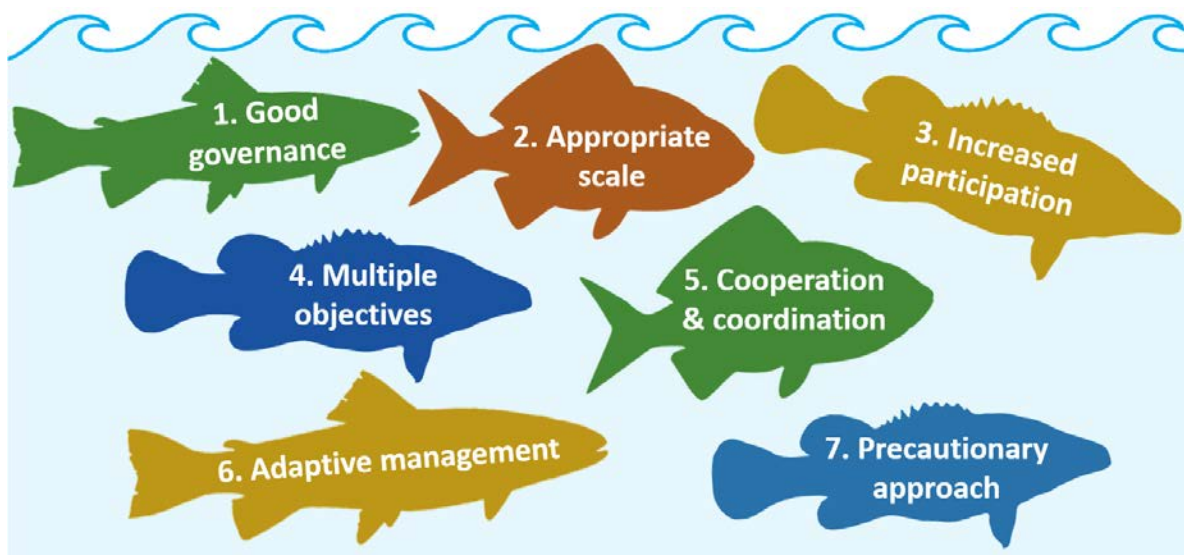 1. Good
governance
2. Appropriate
scale
3. Increased
participation
4. Multiple
objectives
5. Cooperation
& coordination
6. Adaptive management
7. Precautionary
approach